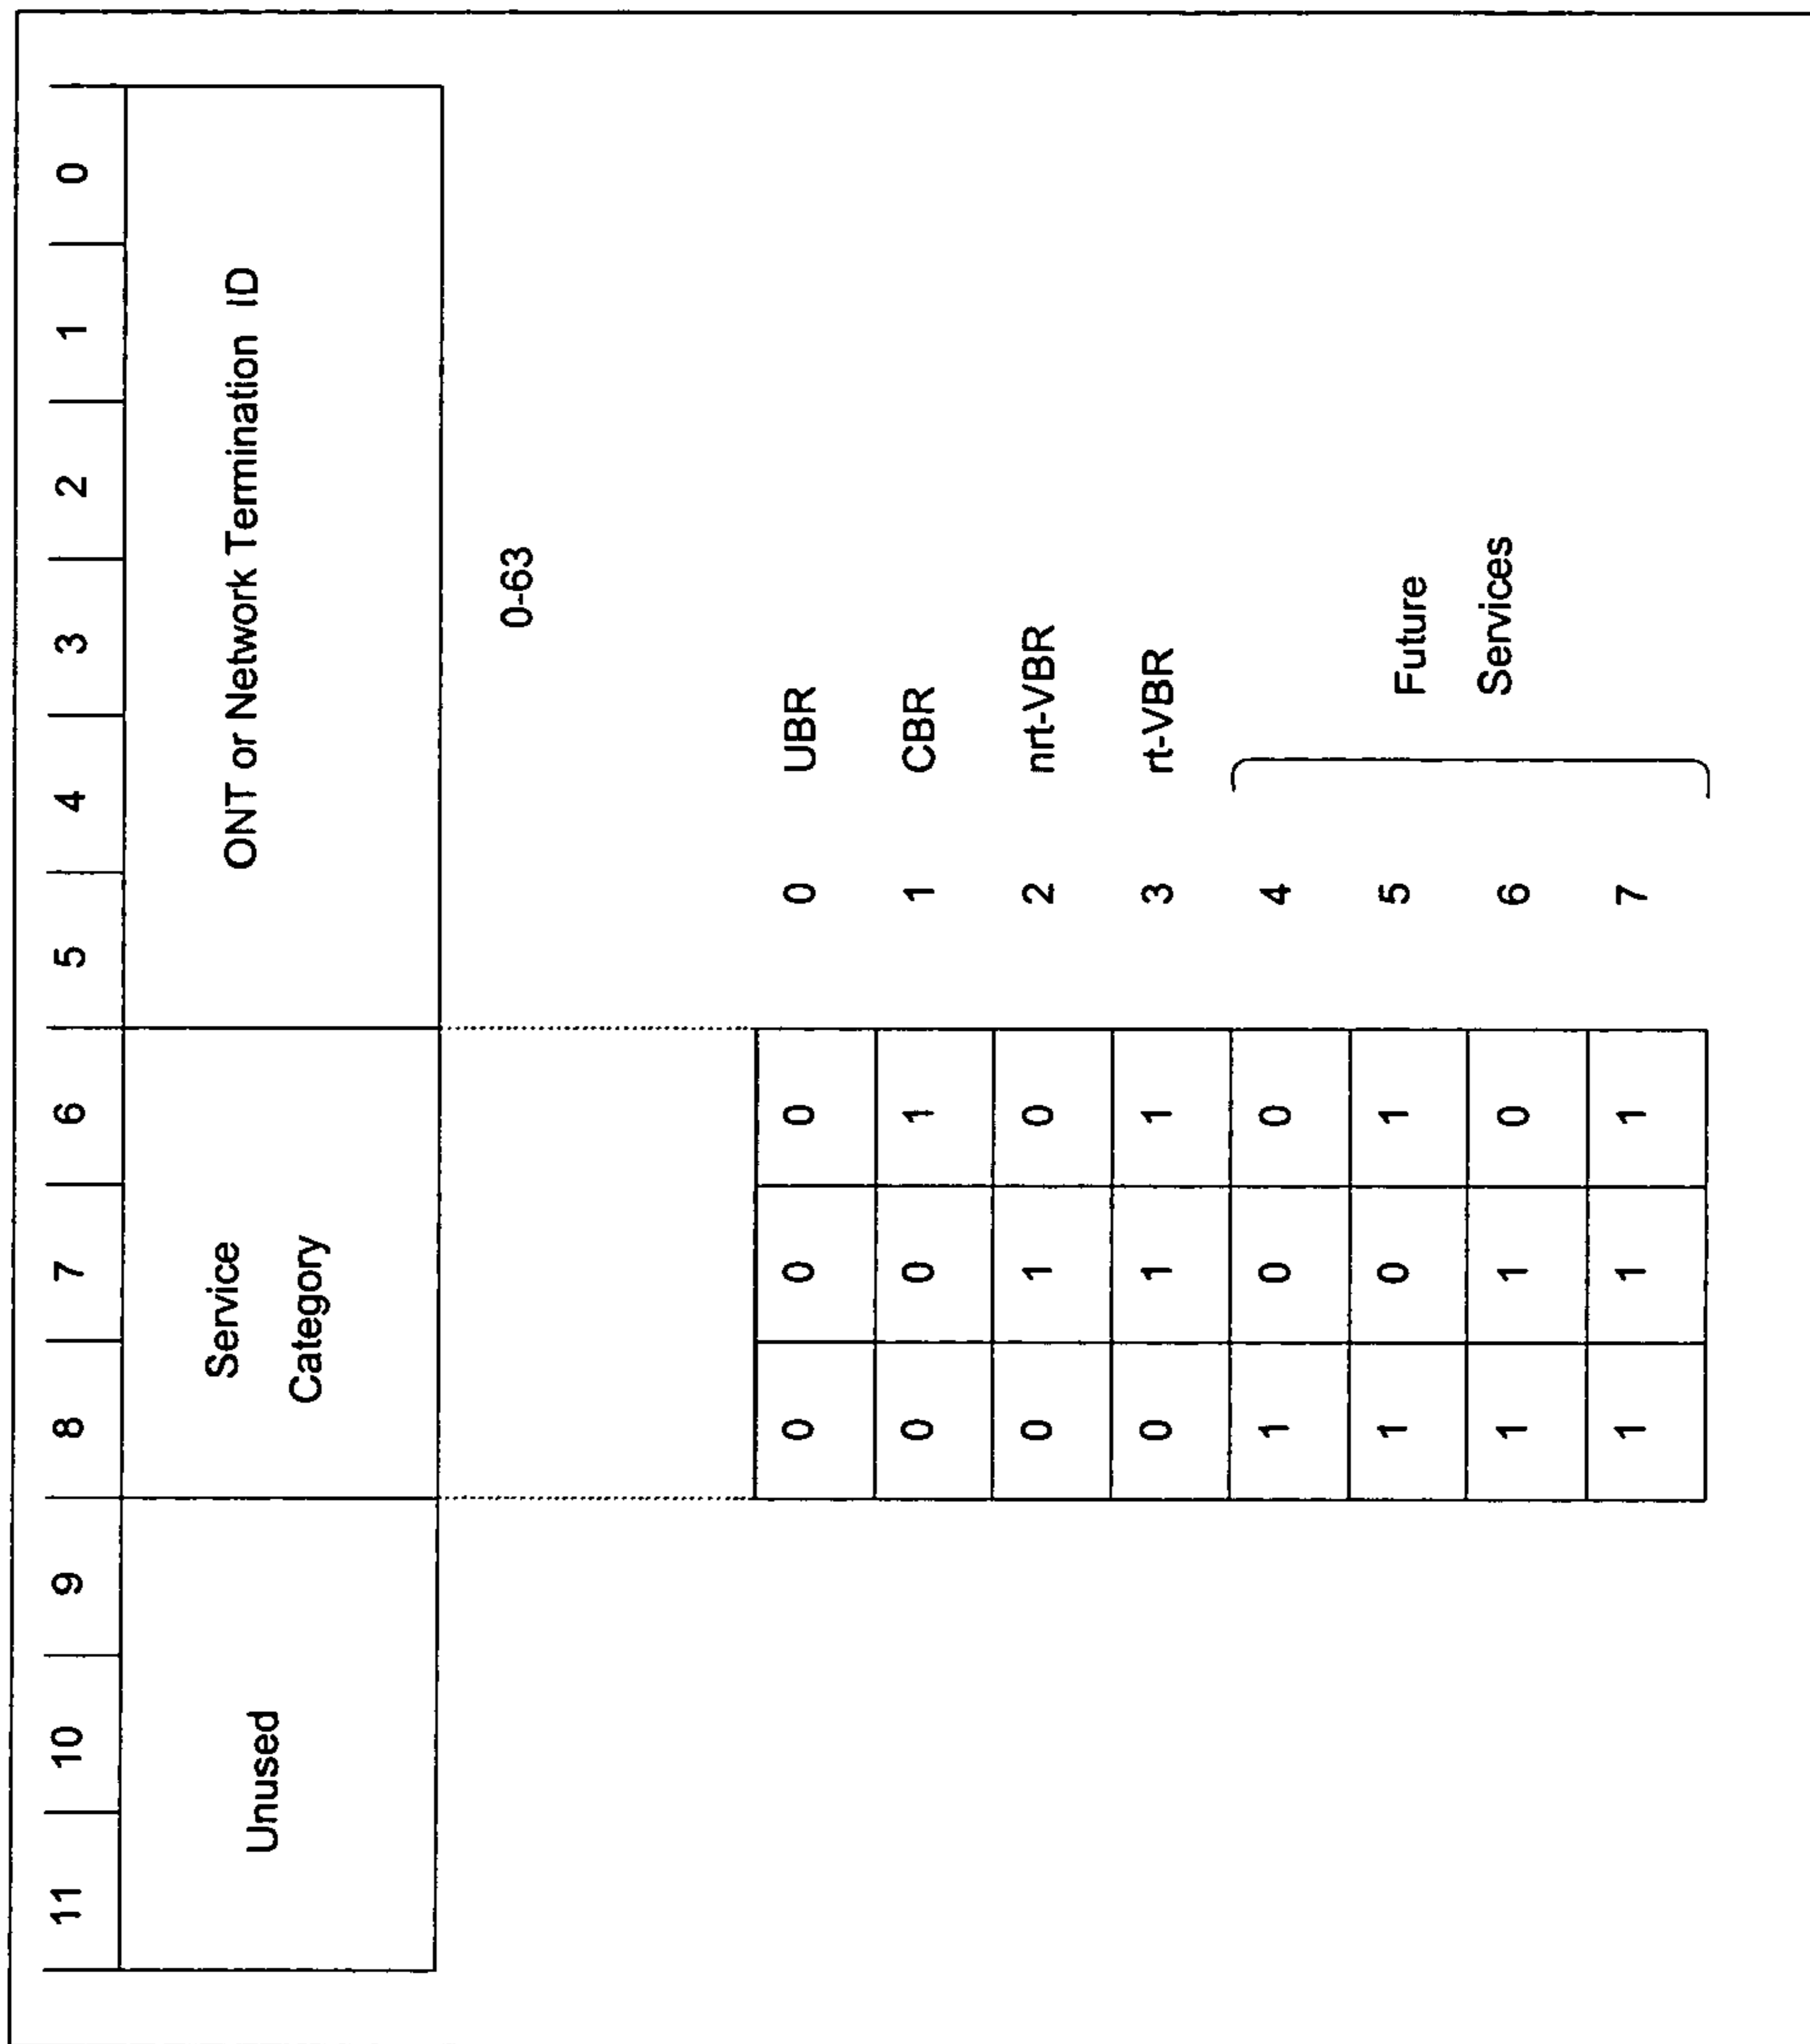 11 10 9 8 7 6 5 4 3 2 1 0
Unused Service Category ONT or Network Termination ID
0-63
0 0 0 0 UBR
0 0 1 1 CBR
0 1 0 2 nrt-VBR
0 1 1 3 rt-VBR
1 0 0 4
1 0 1 5 Future
1 1 0 6 Services
1 1 1 7